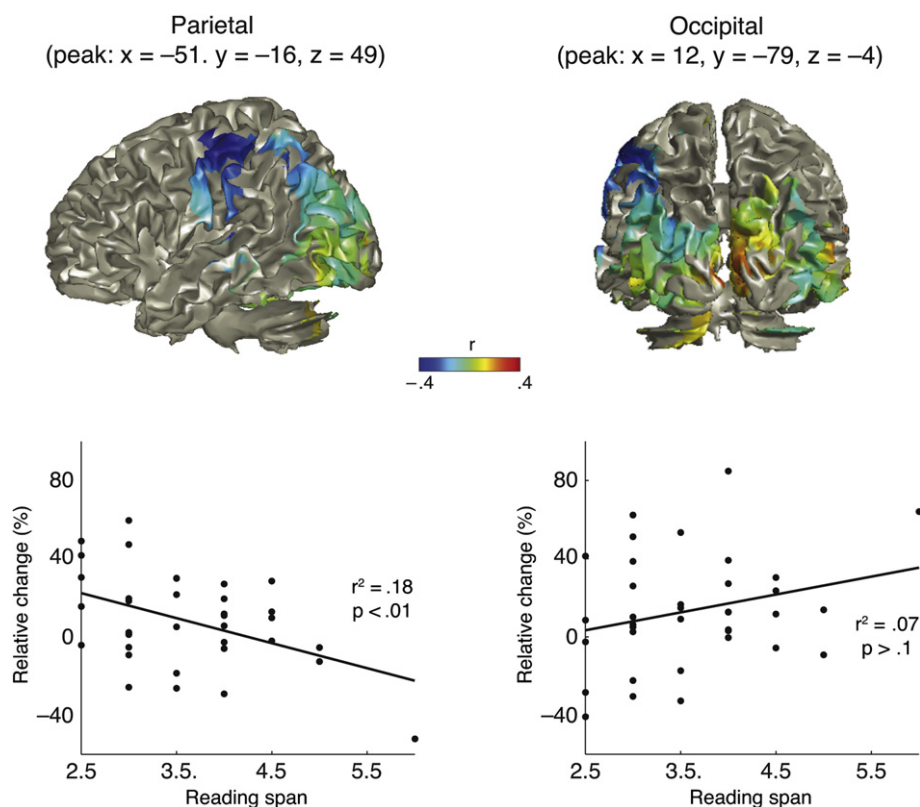 Parietal
(peak: x = –51. y = –16, z = 49)
Occipital
(peak: x = 12, y = –79, z = –4)
r
–.4
.4
Relative change (%)
80
40
0
–40
r² = .18
p < .01
2.5
3.5.
4.5
5.5
Reading span
Relative change (%)
80
40
0
–40
r² = .07
p > .1
2.5
3.5.
4.5
5.5
Reading span